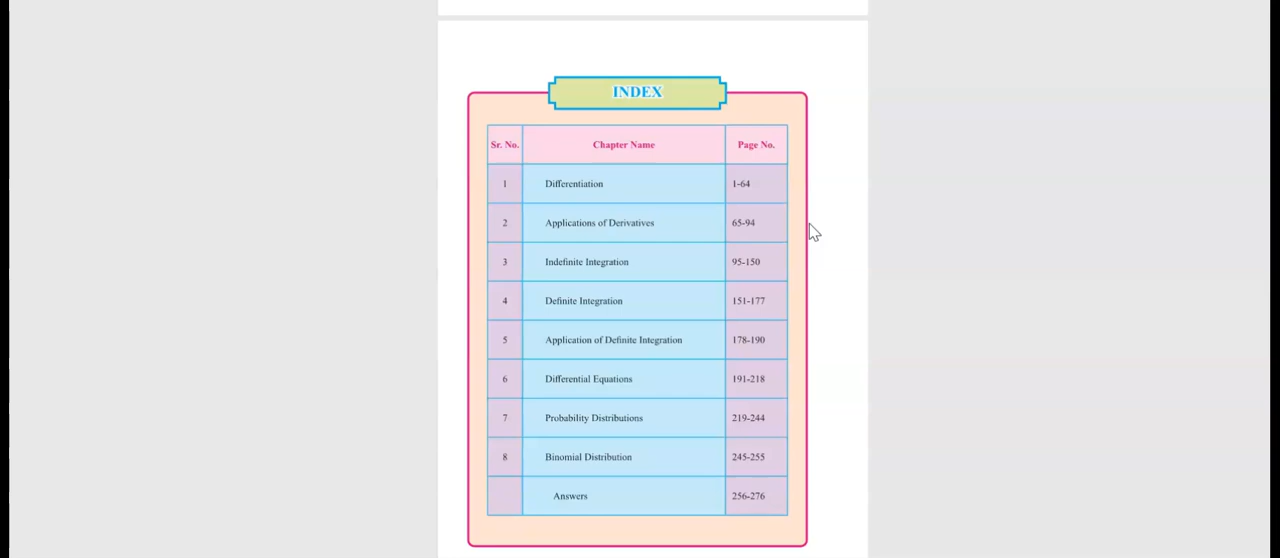 INDEX
Sr. No. Chapter Name Page No.
1 Differentiation 1-64
2 Applications of Derivatives 65-94
3 Indefinite Integration 95-150
4 Definite Integration 151-177
5 Application of Definite Integration 178-190
6 Differential Equations 191-218
7 Probability Distributions 219-244
8 Binomial Distribution 245-255
Answers 256-276